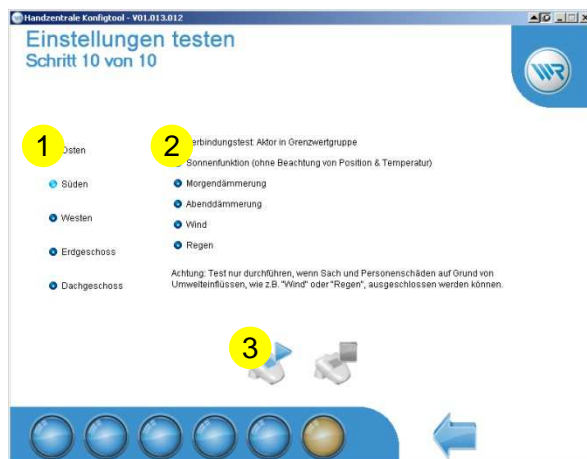 Handzentrale Konfigtool - V01.013.012
Einstellungen testen
Schritt 10 von 10
WR
1
Osten
Süden
Westen
Erdgeschoss
Dachgeschoss
2
erbindungstest: Aktor in Grenzwertgruppe
Sonnenfunktion (ohne Beachtung von Position & Temperatur)
Morgendämmerung
Abenddämmerung
Wind
Regen
Achtung: Test nur durchführen, wenn Sach und Personenschäden auf Grund von
Umwelteinflüssen, wie z.B. "Wind" oder "Regen", ausgeschlossen werden können.
3